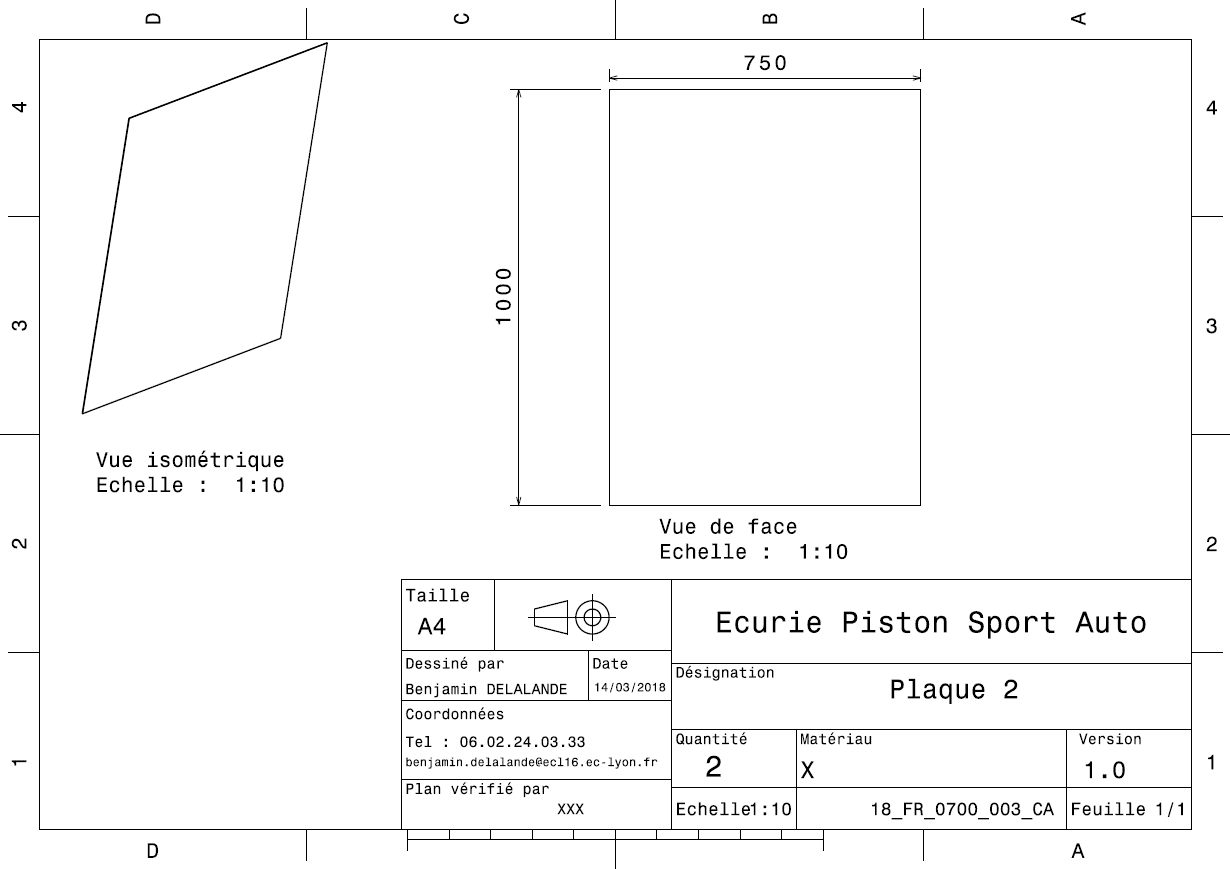 D C B A
750
4 4
1000
3 3
Vue isométrique
Echelle : 1:10
Vue de face
Echelle : 1:10
2 2
Taille
A4
Ecurie Piston Sport Auto
Dessiné par
Benjamin DELALANDE
Date
14/03/2018
Désignation
Plaque 2
Coordonnées
Tel : 06.02.24.03.33
benjamin.delalande@ecl16.ec-lyon.fr
Quantité
2
Matériau
X
Version
1.0
1 1
Plan vérifié par
XXX
Echelle1:10
18_FR_0700_003_CA
Feuille 1/1
D A